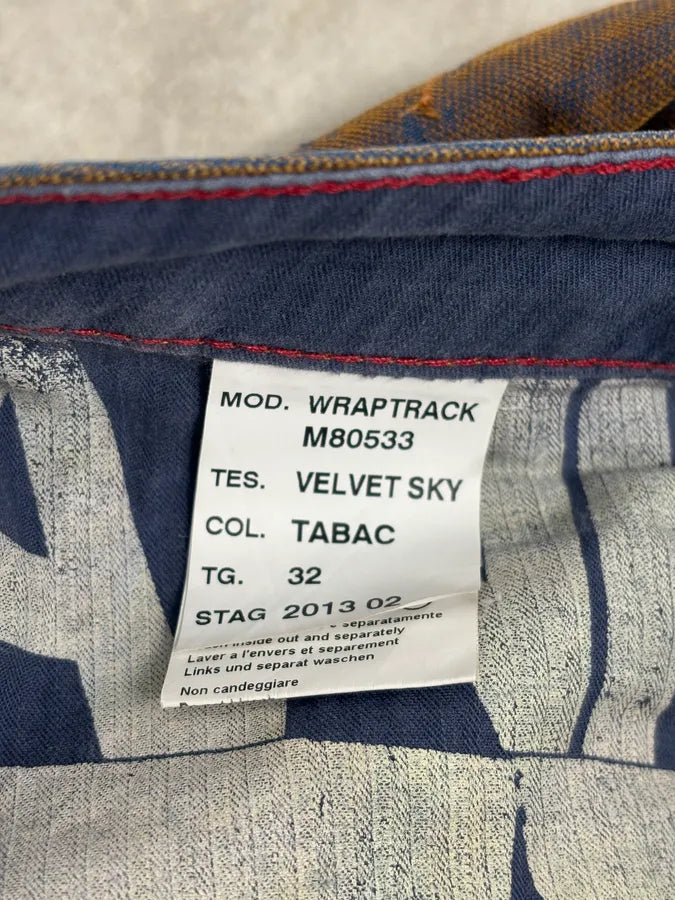 MOD. WRAPTRACK
M80533
TES. VELVET SKY
COL. TABAC
TG. 32
STAG 2013 02
separatamente
inside out and separately
Laver a l'envers et separement
Links und separat waschen
Non candeggiare